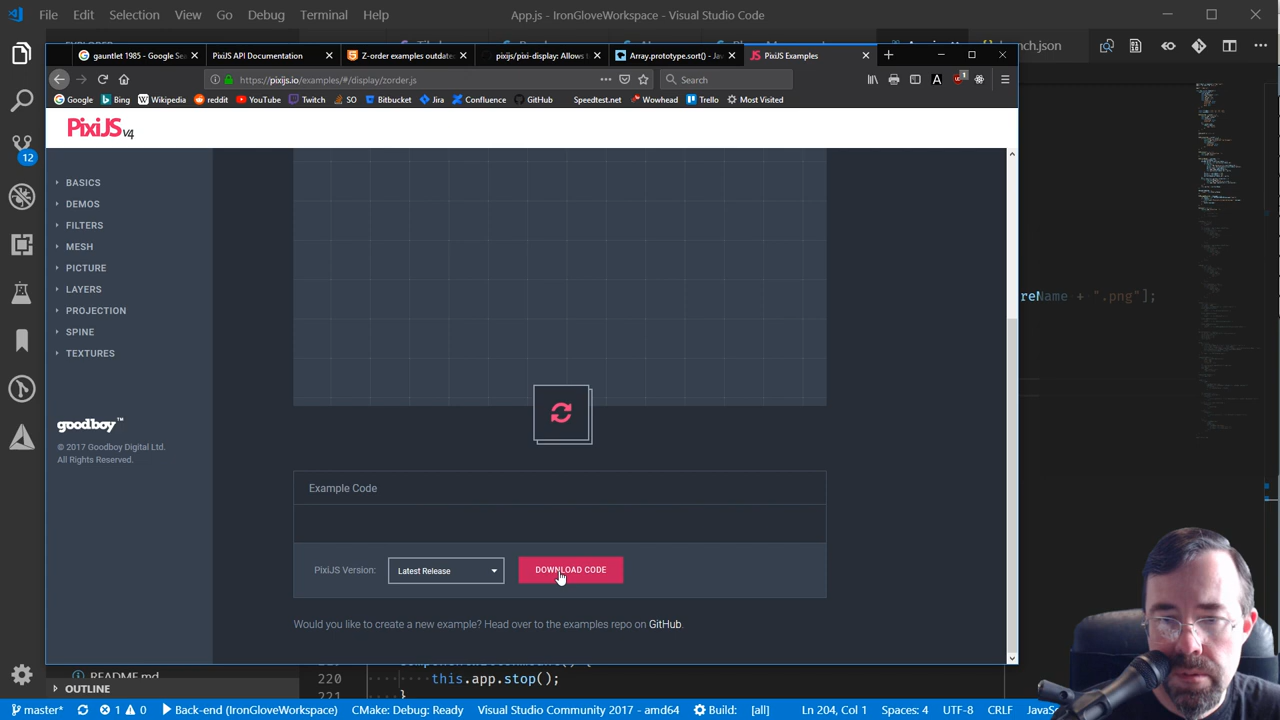 File Edit Selection View Go Debug Terminal Help
App.js - IronGloveWorkspace - Visual Studio Code
gauntlet 1985 - Google Se
PixiJS API Documentation
Z-order examples outdate
pixijs/pixi-display: Allows l
Array.prototype.sort() - Jav
PixiJS Examples
https://pixijs.io/examples/#/display/zorder.js
Search
Google Bing Wikipedia reddit YouTube Twitch SO Bitbucket Jira Confluence GitHub Speedtest.net Wowhead Trello Most Visited
PixiJS v4
BASICS
DEMOS
FILTERS
MESH
PICTURE
LAYERS
PROJECTION
SPINE
TEXTURES
goodboy™
© 2017 Goodboy Digital Ltd.
All Rights Reserved.
Example Code
PixiJS Version: Latest Release DOWNLOAD CODE
Would you like to create a new example? Head over to the examples repo on GitHub.
12
reName + ".png"];
README.md
OUTLINE
220 this.app.stop();
221 }
master* 1 0 Back-end (IronGloveWorkspace) CMake: Debug: Ready Visual Studio Community 2017 - amd64 Build: [all] Ln 204, Col 1 Spaces: 4 UTF-8 CRLF JavaS